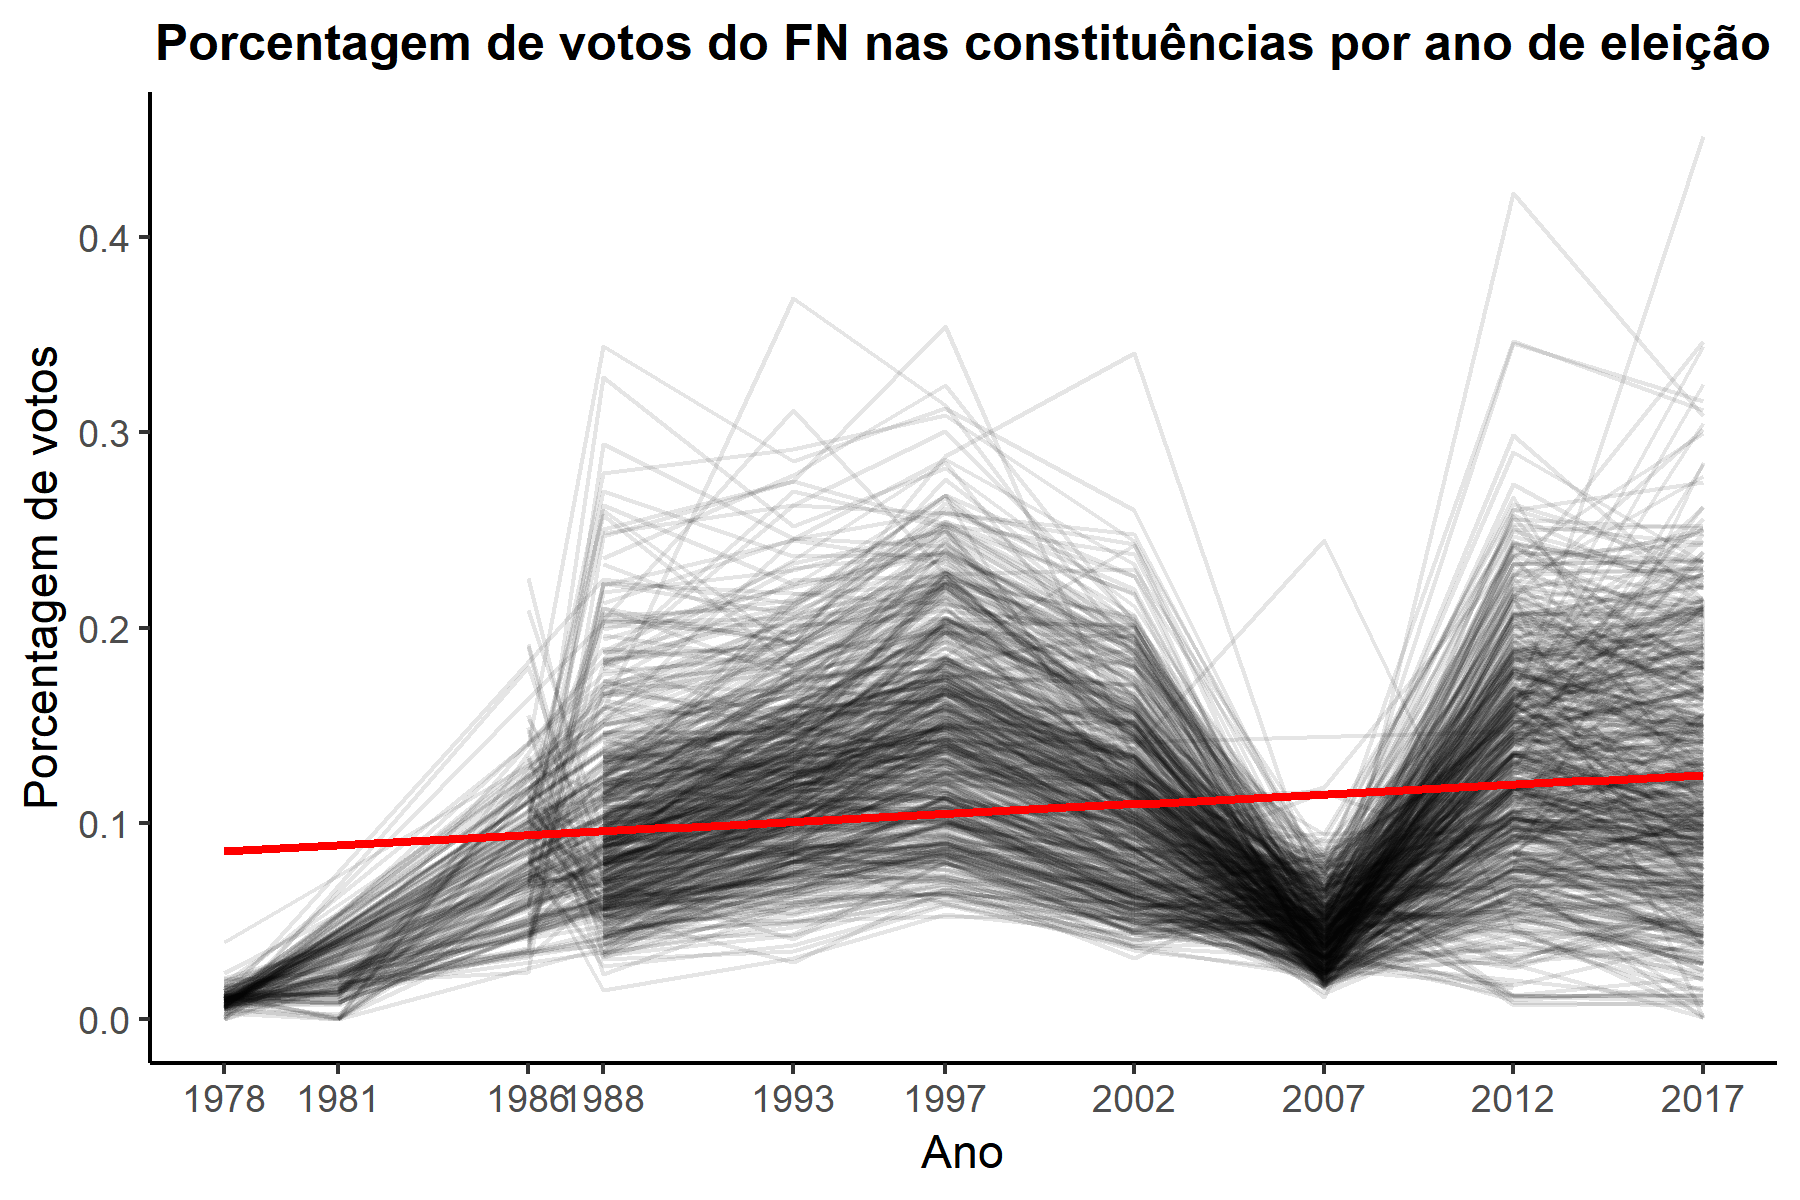 Porcentagem de votos do FN nas constituências por ano de eleição
Porcentagem de votos
0.4
0.3
0.2
0.1
0.0
1978 1981 1986 1988 1993 1997 2002 2007 2012 2017
Ano